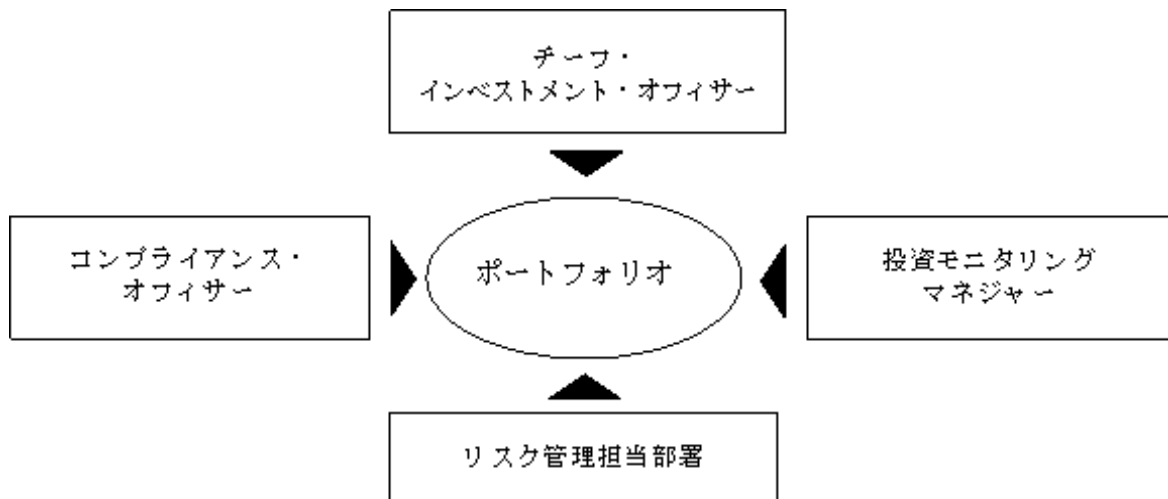 チーフ・
インベストメント・オフィサー
コンプライアンス・
オフィサー
ポートフォリオ
投資モニタリング
マネジャー
リスク管理担当部署